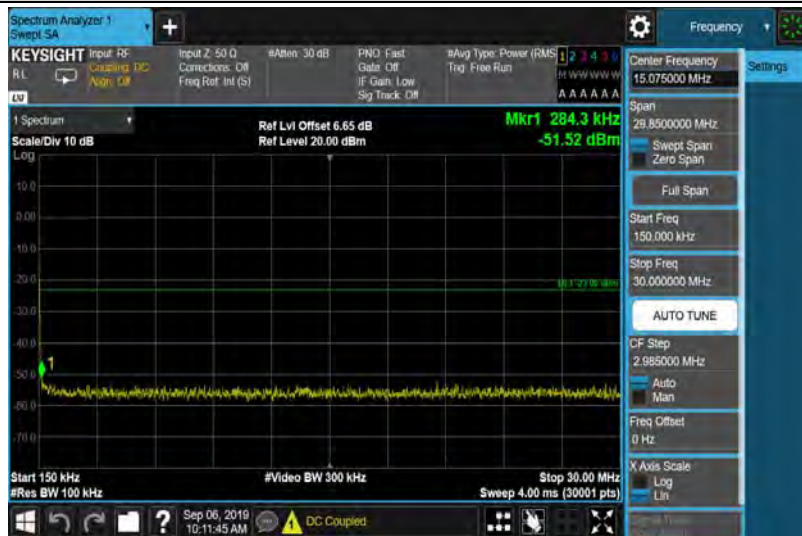 Spectrum Analyzer 1
Swept SA
Frequency
KEYSIGHT Input: RF
RL
Coupling: DC
Align: Off
Input Z: 50 Ω
Corrections: Off
Freq Ref: Int (S)
#Atten: 30 dB
PNO: Fast
Gate: Off
IF Gain: Low
Sig Track: Off
#Avg Type: Power (RMS
Trig: Free Run
1 2 3 4 5 6
M W W W W W
A A A A A A
LXI
Center Frequency
15.075000 MHz
Settings
Span
29.8500000 MHz
Swept Span
Zero Span
Full Span
Start Freq
150.000 kHz
Stop Freq
30.000000 MHz
AUTO TUNE
CF Step
2.985000 MHz
Auto
Man
Freq Offset
0 Hz
X Axis Scale
Log
Lin
1 Spectrum
Scale/Div 10 dB
Log
Ref Lvl Offset 6.65 dB
Ref Level 20.00 dBm
Mkr1 284.3 kHz
-51.52 dBm
10.0
0.00
-10.0
-20.0
-30.0
-40.0
-50.0
-60.0
-70.0
1
Start 150 kHz
#Res BW 100 kHz
#Video BW 300 kHz
Stop 30.00 MHz
Sweep 4.00 ms (30001 pts)
?
Sep 06, 2019
10:11:45 AM
DC Coupled